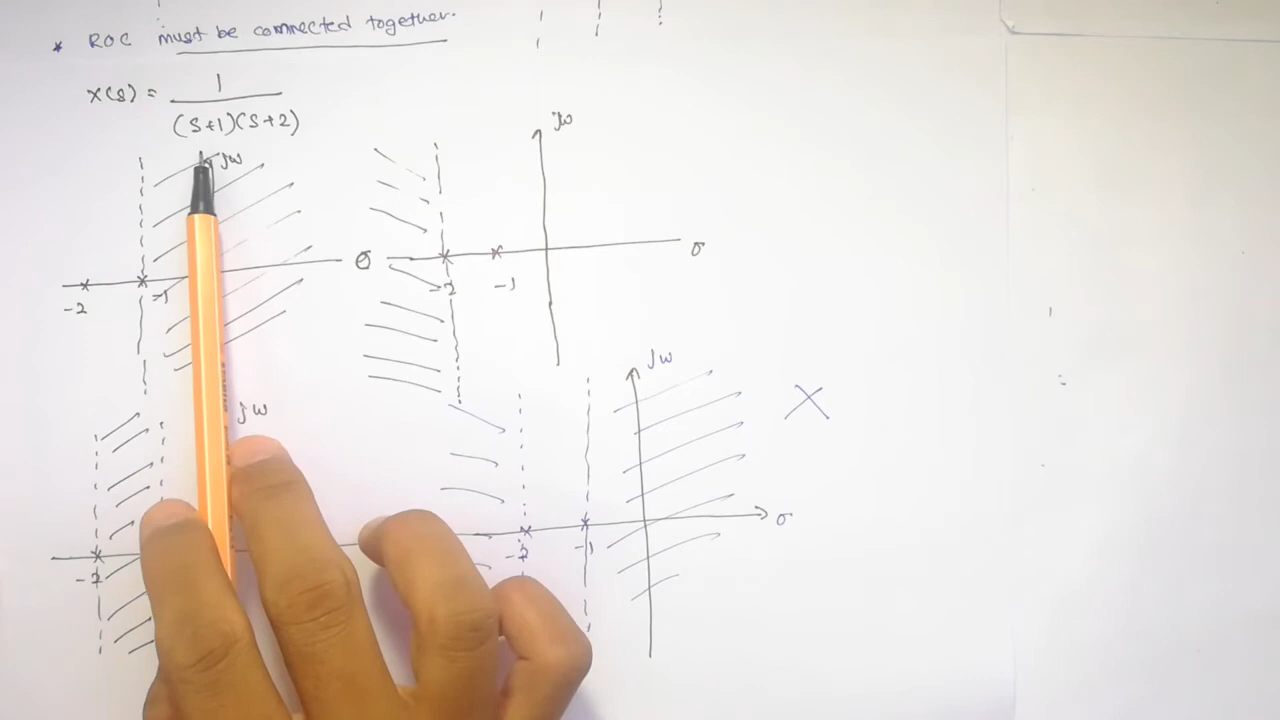 * ROC must be connected together.
X(s) = 1
(s+1)(s+2)
jω
-2 -1 σ
jω
-2 -1 σ
jω
-2
jω
-2 -1 σ
X